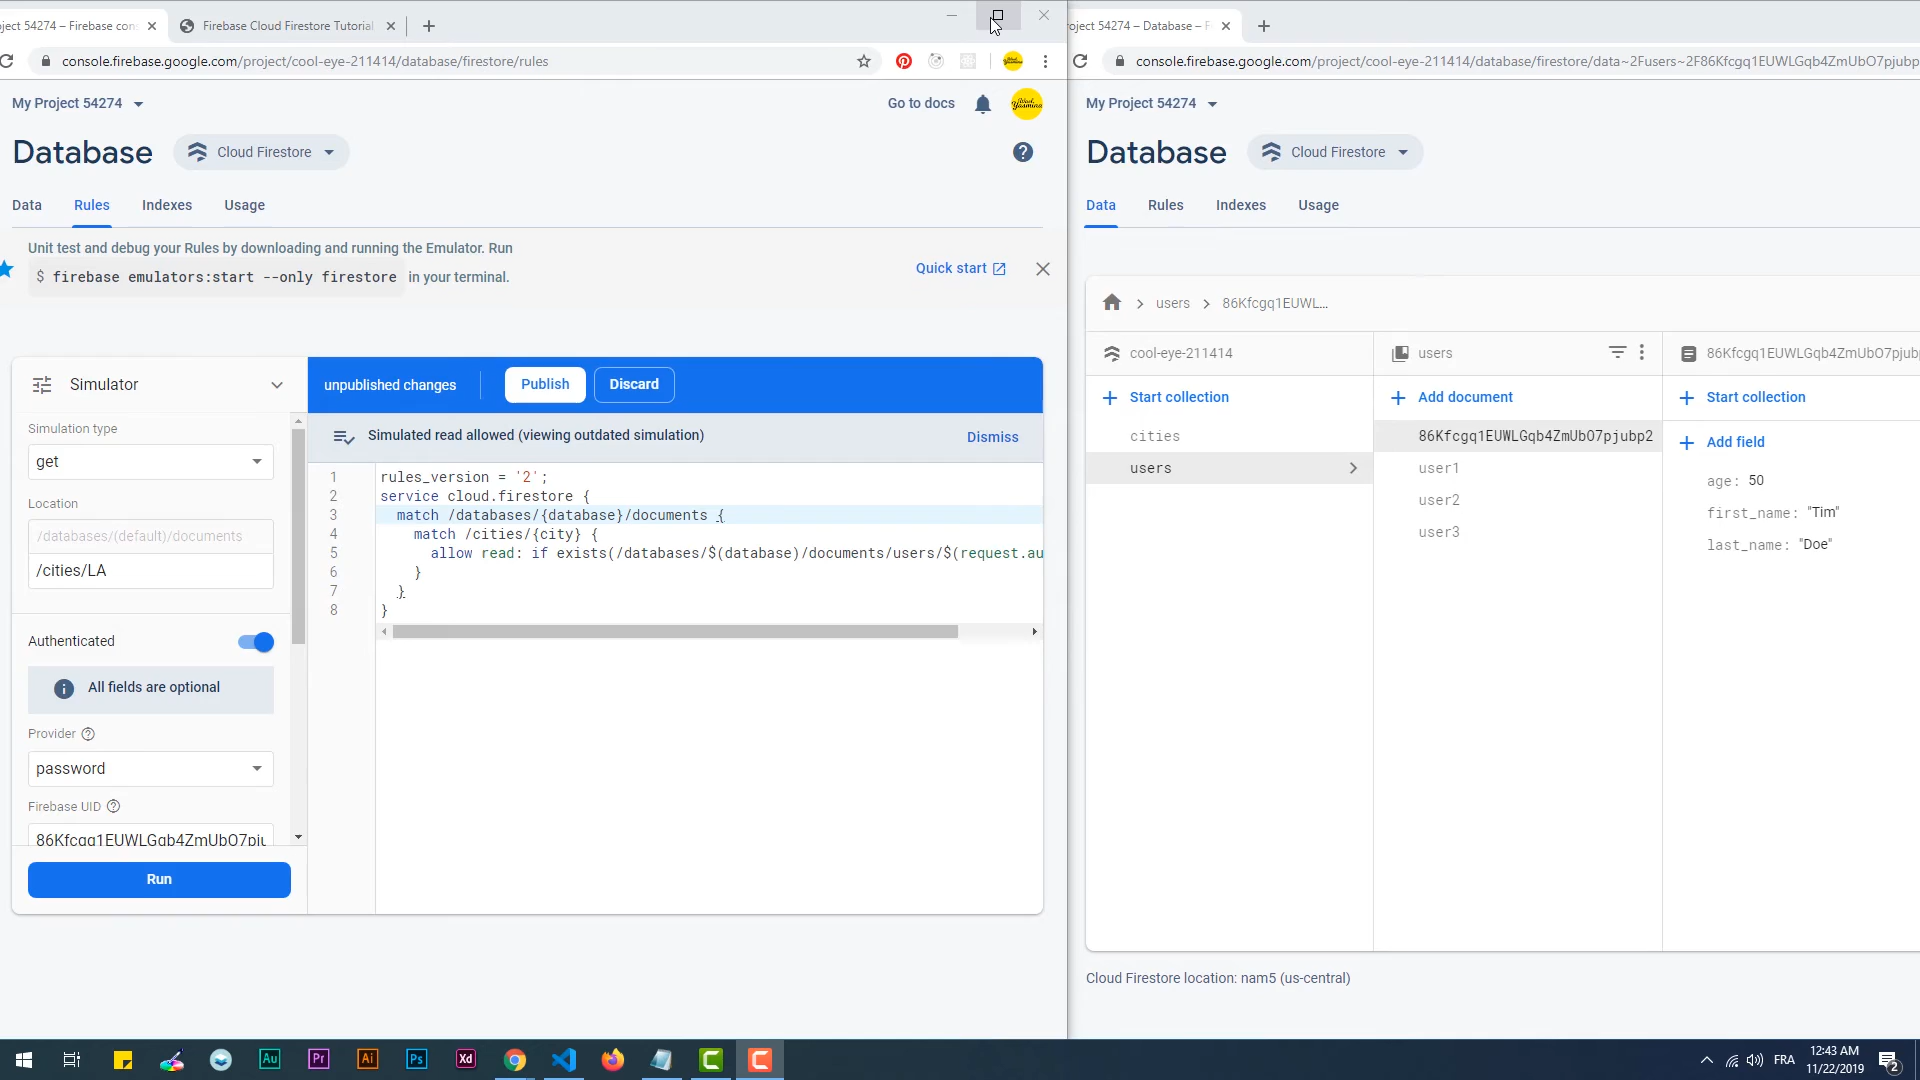 ject 54274 – Firebase con
Firebase Cloud Firestore Tutorial
console.firebase.google.com/project/cool-eye-211414/database/firestore/rules
My Project 54274
Go to docs
Database
Cloud Firestore
Data
Rules
Indexes
Usage
Unit test and debug your Rules by downloading and running the Emulator. Run
$ firebase emulators:start --only firestore in your terminal.
Quick start
Simulator
unpublished changes
Publish
Discard
Simulated read allowed (viewing outdated simulation)
Dismiss
Simulation type
get
Location
/databases/(default)/documents
/cities/LA
Authenticated
All fields are optional
Provider
password
Firebase UID
86Kfcgq1EUWLGqb4ZmUbO7pju
Run
1 rules_version = '2';
2 service cloud.firestore {
3 match /databases/{database}/documents {
4 match /cities/{city} {
5 allow read: if exists(/databases/$(database)/documents/users/$(request.au
6 }
7 }
8 }
oject 54274 – Database – F
console.firebase.google.com/project/cool-eye-211414/database/firestore/data~2Fusers~2F86Kfcgq1EUWLGqb4ZmUbO7pjubp
My Project 54274
Database
Cloud Firestore
Data
Rules
Indexes
Usage
users
86Kfcgq1EUWL...
cool-eye-211414
users
86Kfcgq1EUWLGqb4ZmUbO7pjubp
Start collection
Add document
Start collection
cities
users
86Kfcgq1EUWLGqb4ZmUbO7pjubp2
user1
user2
user3
Add field
age: 50
first_name: "Tim"
last_name: "Doe"
Cloud Firestore location: nam5 (us-central)
Au
Pr
Ai
Ps
Xd
FRA
12:43 AM
11/22/2019
2